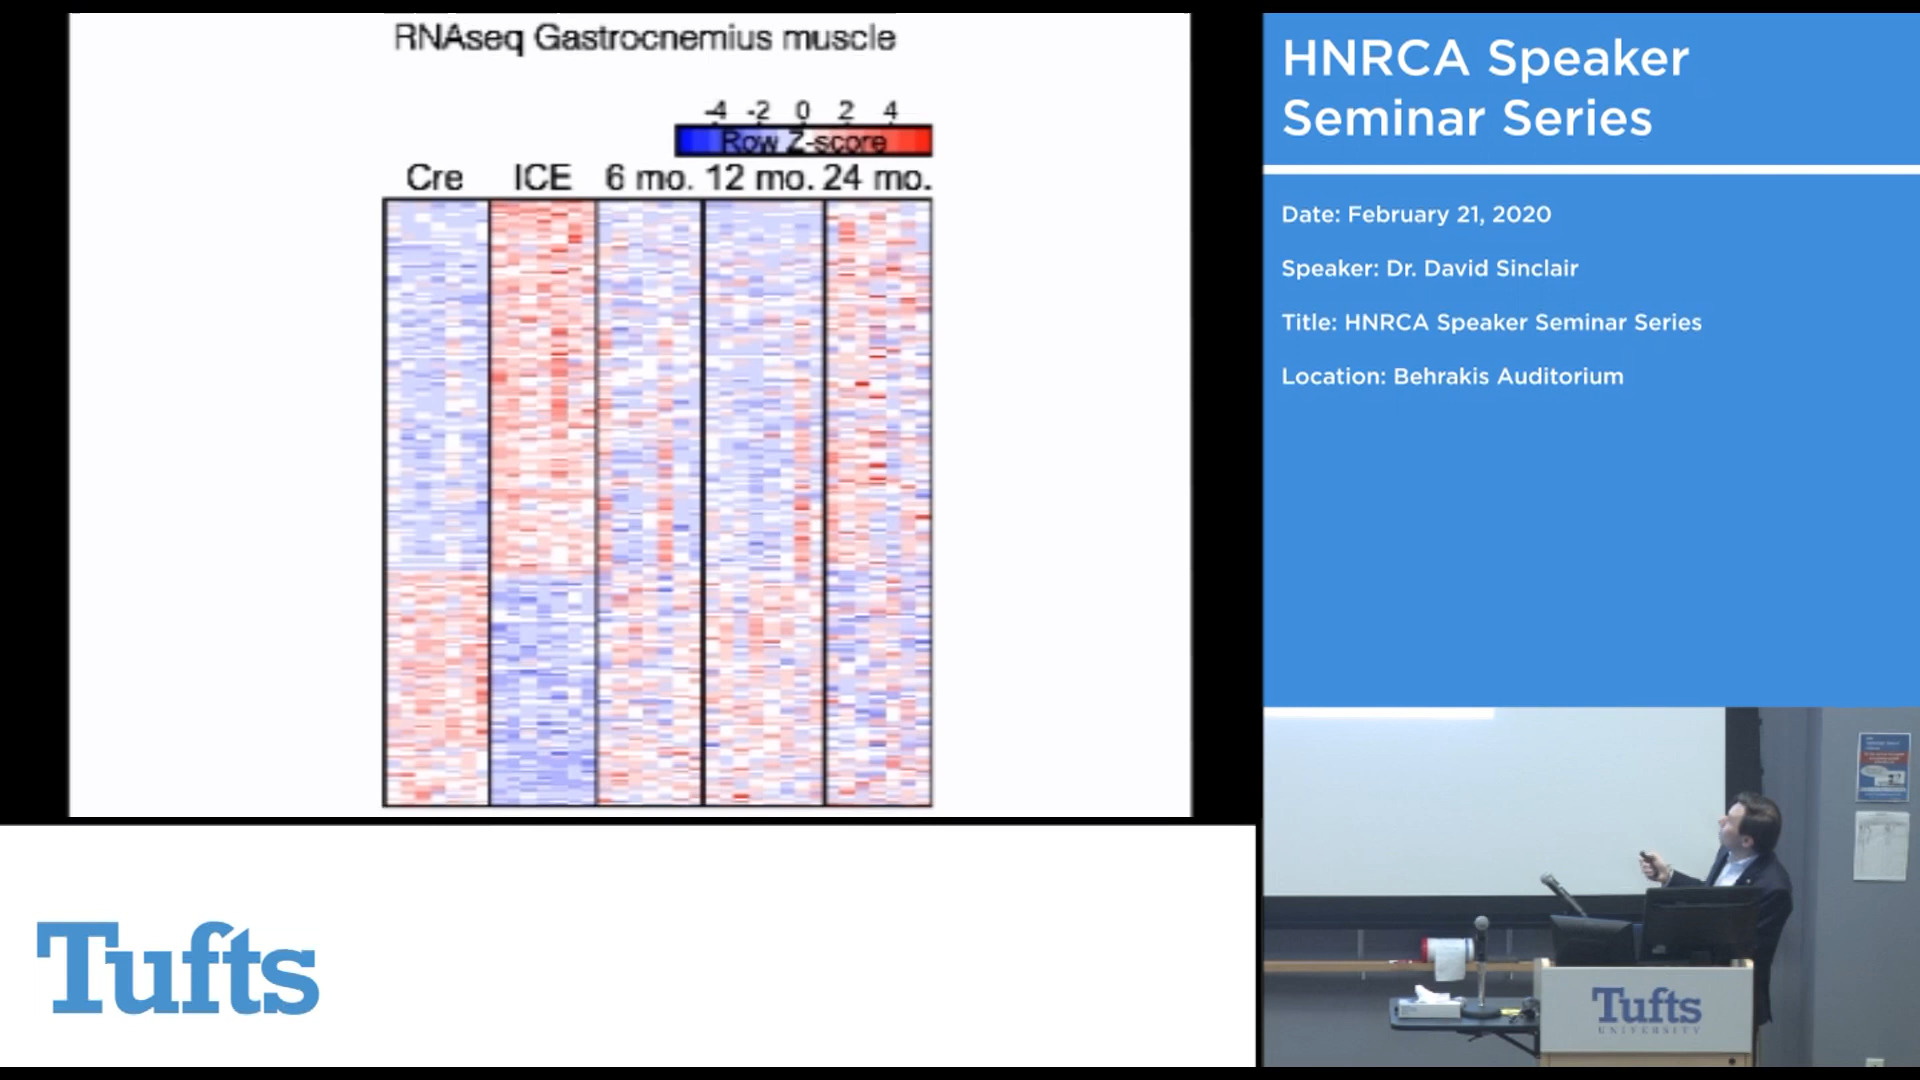 RNAseq Gastrocnemius muscle
-4 -2 0 2 4
Row Z-score
Cre ICE 6 mo. 12 mo. 24 mo.
HNRCA Speaker
Seminar Series
Date: February 21, 2020
Speaker: Dr. David Sinclair
Title: HNRCA Speaker Seminar Series
Location: Behrakis Auditorium
Tufts
Tufts
UNIVERSITY